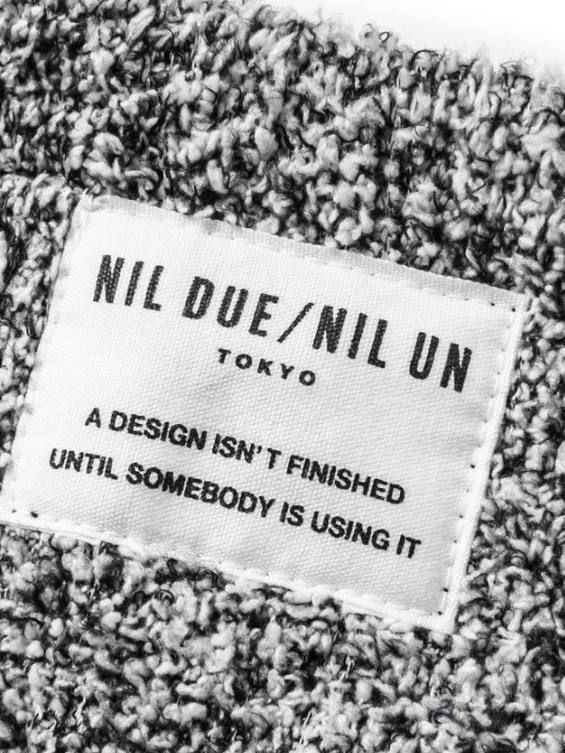 NIL DUE/NIL UN
TOKYO
A DESIGN ISN'T FINISHED
UNTIL SOMEBODY IS USING IT